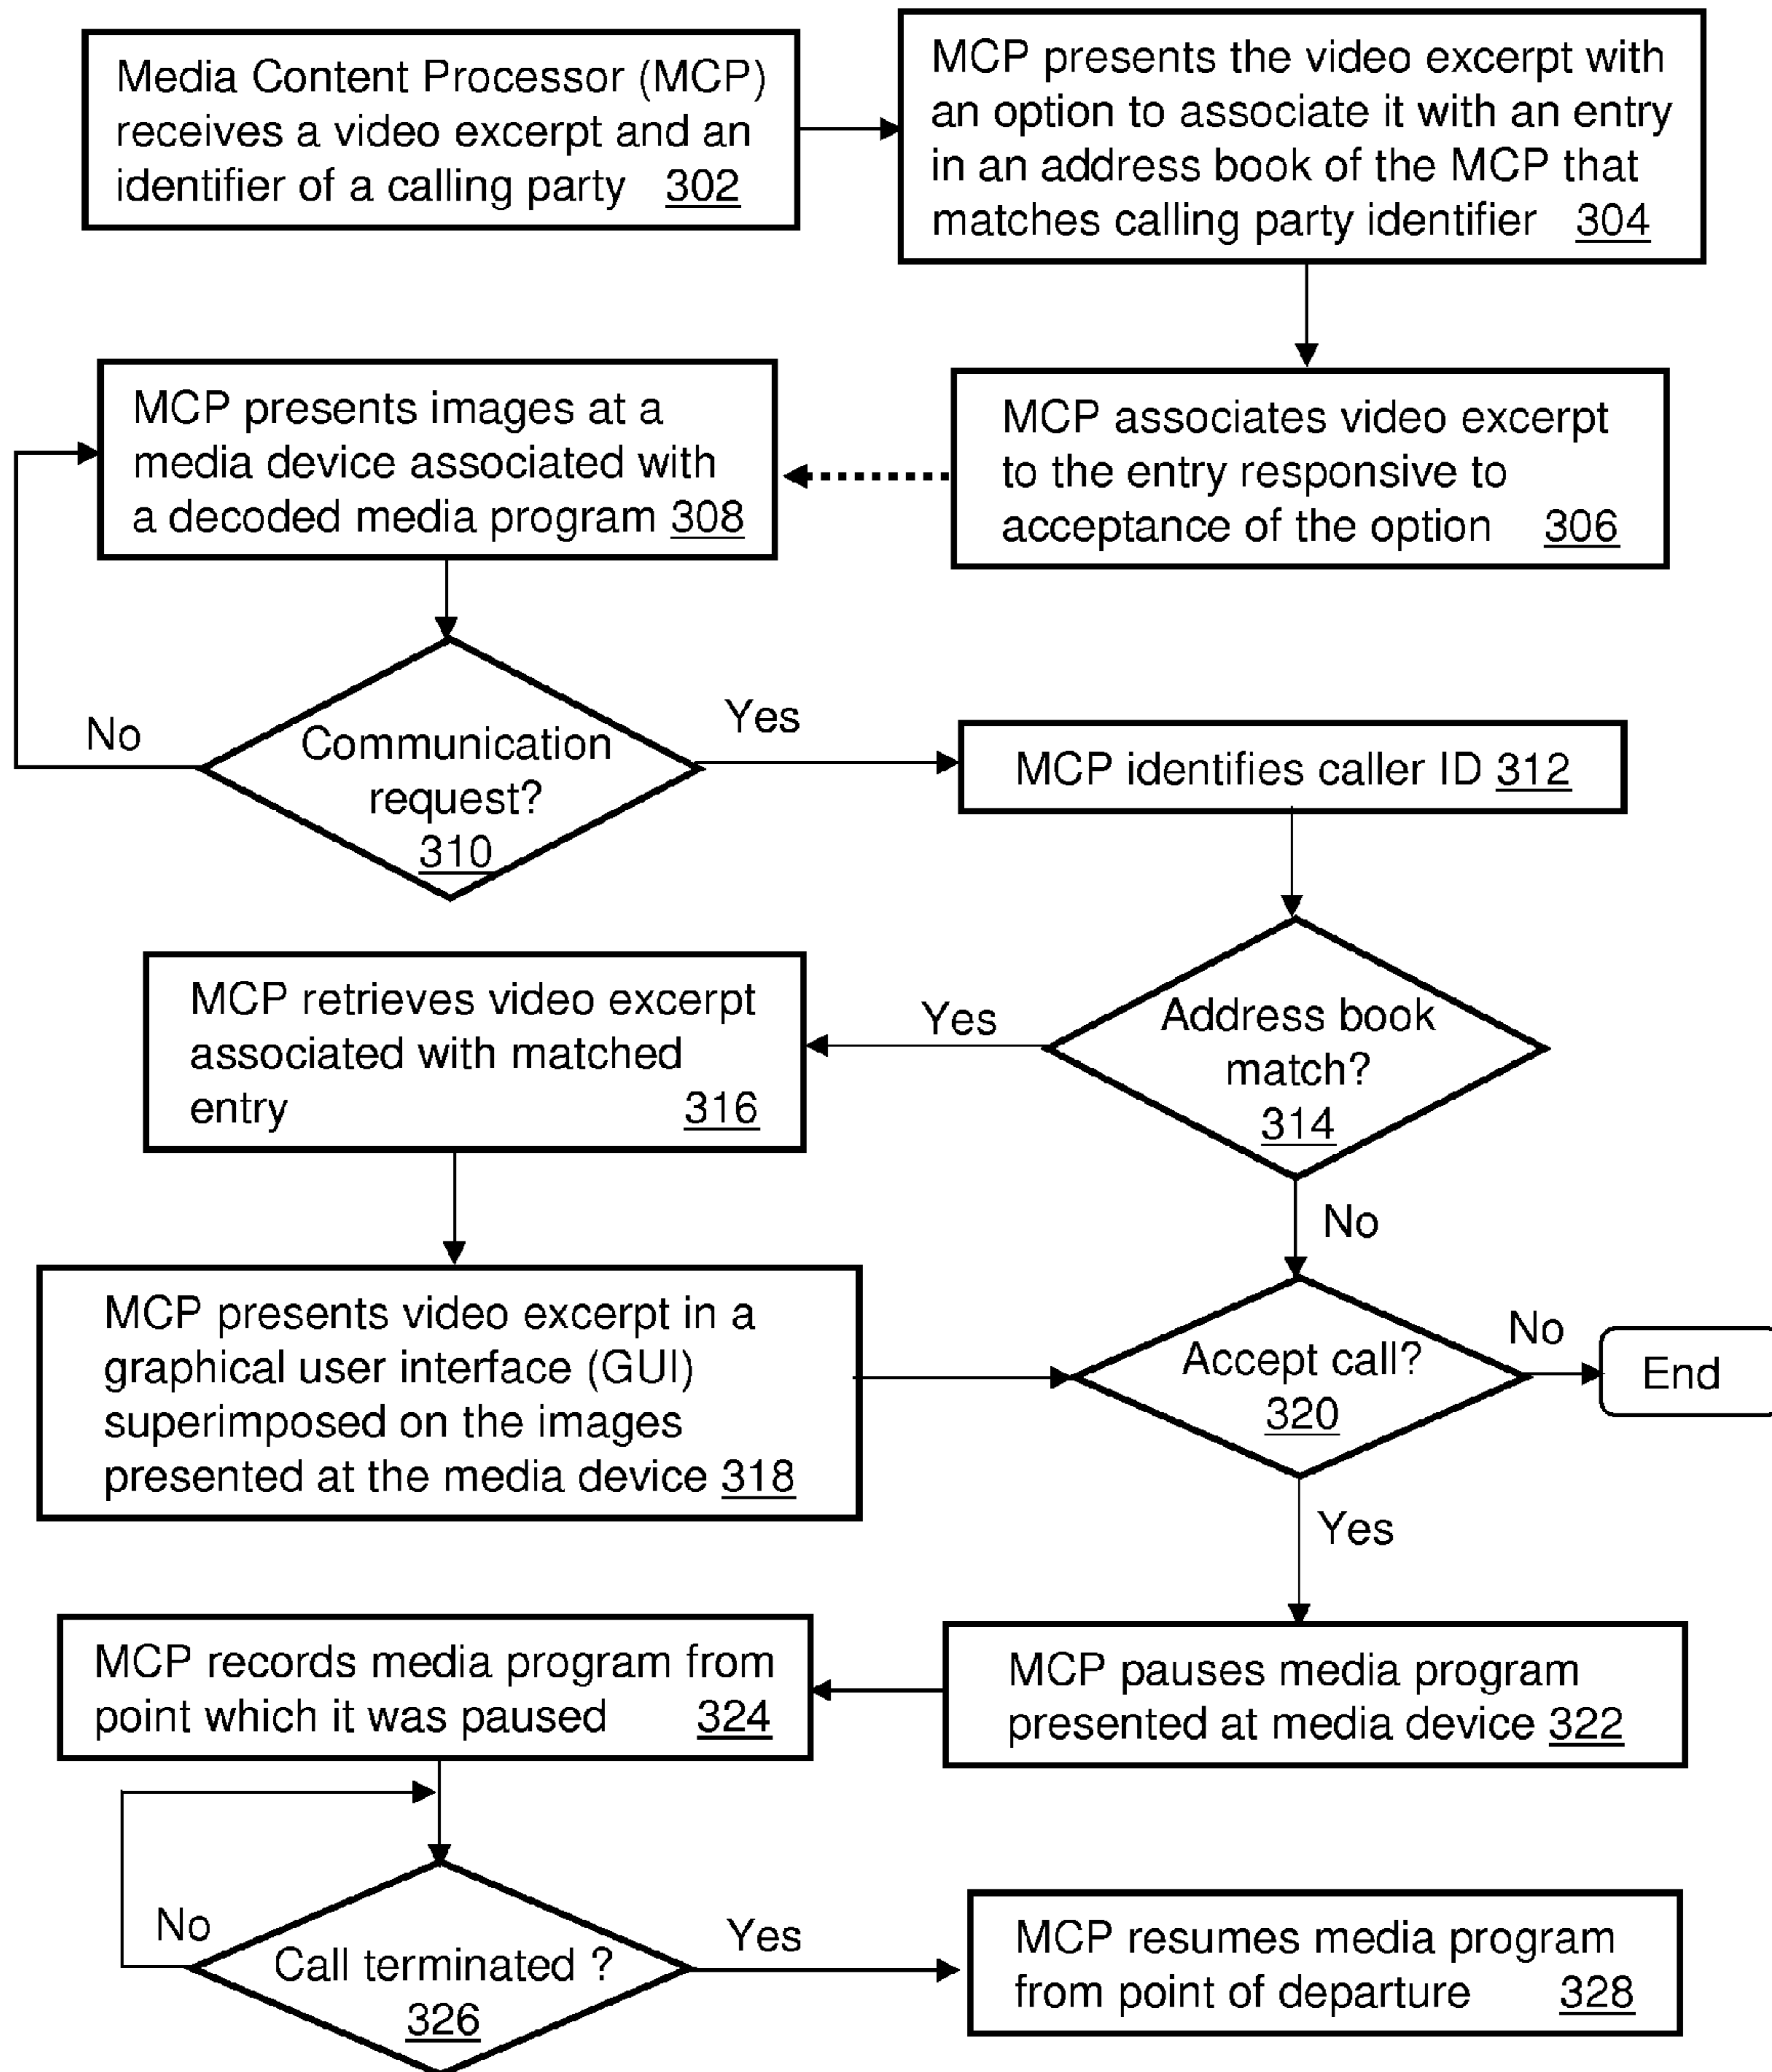 Media Content Processor (MCP)
receives a video excerpt and an
identifier of a calling party 302
MCP presents the video excerpt with
an option to associate it with an entry
in an address book of the MCP that
matches calling party identifier 304
MCP associates video excerpt
to the entry responsive to
acceptance of the option 306
MCP presents images at a
media device associated with
a decoded media program 308
Communication
request?
310
No
Yes
MCP identifies caller ID 312
Address book
match?
314
Yes
No
MCP retrieves video excerpt
associated with matched
entry 316
MCP presents video excerpt in a
graphical user interface (GUI)
superimposed on the images
presented at the media device 318
Accept call?
320
No
End
Yes
MCP pauses media program
presented at media device 322
MCP records media program from
point which it was paused 324
Call terminated ?
326
No
Yes
MCP resumes media program
from point of departure 328